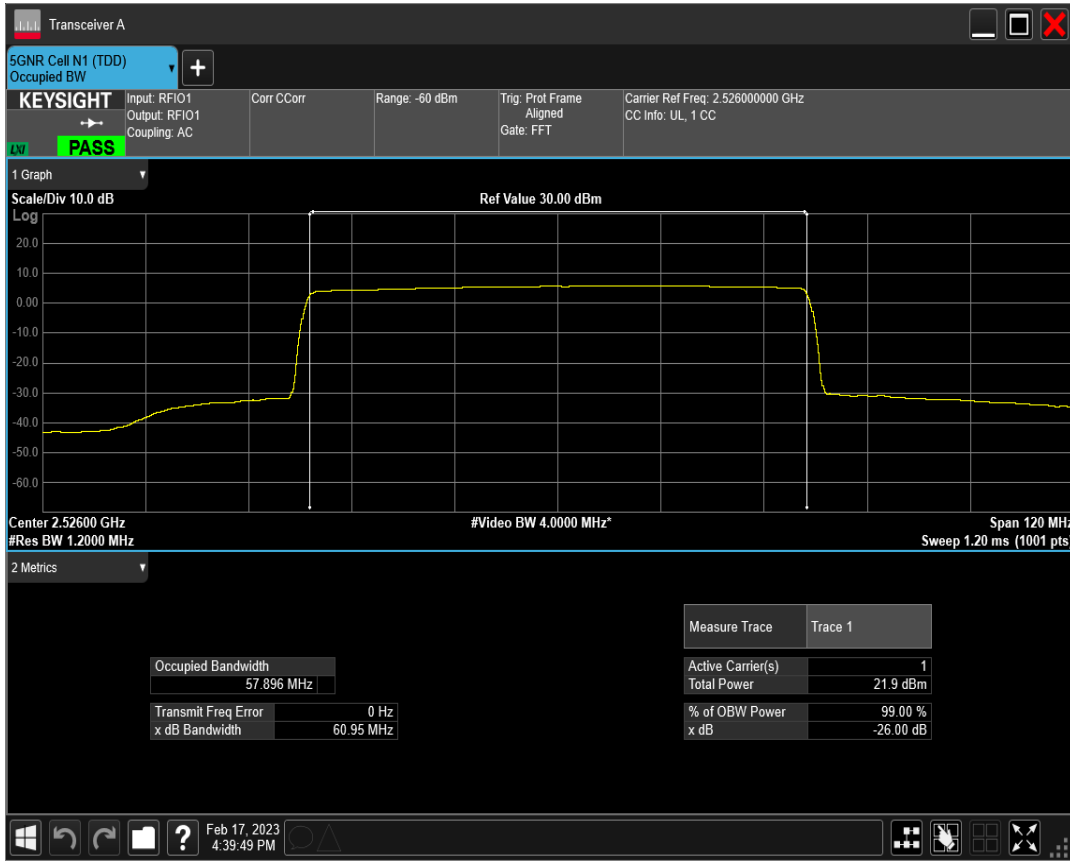 Transceiver A
5GNR Cell N1 (TDD)
Occupied BW
+
KEYSIGHT
LXI
PASS
Input: RFIO1
Output: RFIO1
Coupling: AC
Corr CCorr
Range: -60 dBm
Trig: Prot Frame
Aligned
Gate: FFT
Carrier Ref Freq: 2.526000000 GHz
CC Info: UL, 1 CC
1 Graph
Scale/Div 10.0 dB
Ref Value 30.00 dBm
Log
20.0
10.0
0.00
-10.0
-20.0
-30.0
-40.0
-50.0
-60.0
Center 2.52600 GHz
#Video BW 4.0000 MHz*
Span 120 MHz
#Res BW 1.2000 MHz
Sweep 1.20 ms (1001 pts)
2 Metrics
Measure Trace Trace 1
Occupied Bandwidth
57.896 MHz
Transmit Freq Error 0 Hz
x dB Bandwidth 60.95 MHz
Active Carrier(s) 1
Total Power 21.9 dBm
% of OBW Power 99.00 %
x dB -26.00 dB
?
Feb 17, 2023
4:39:49 PM